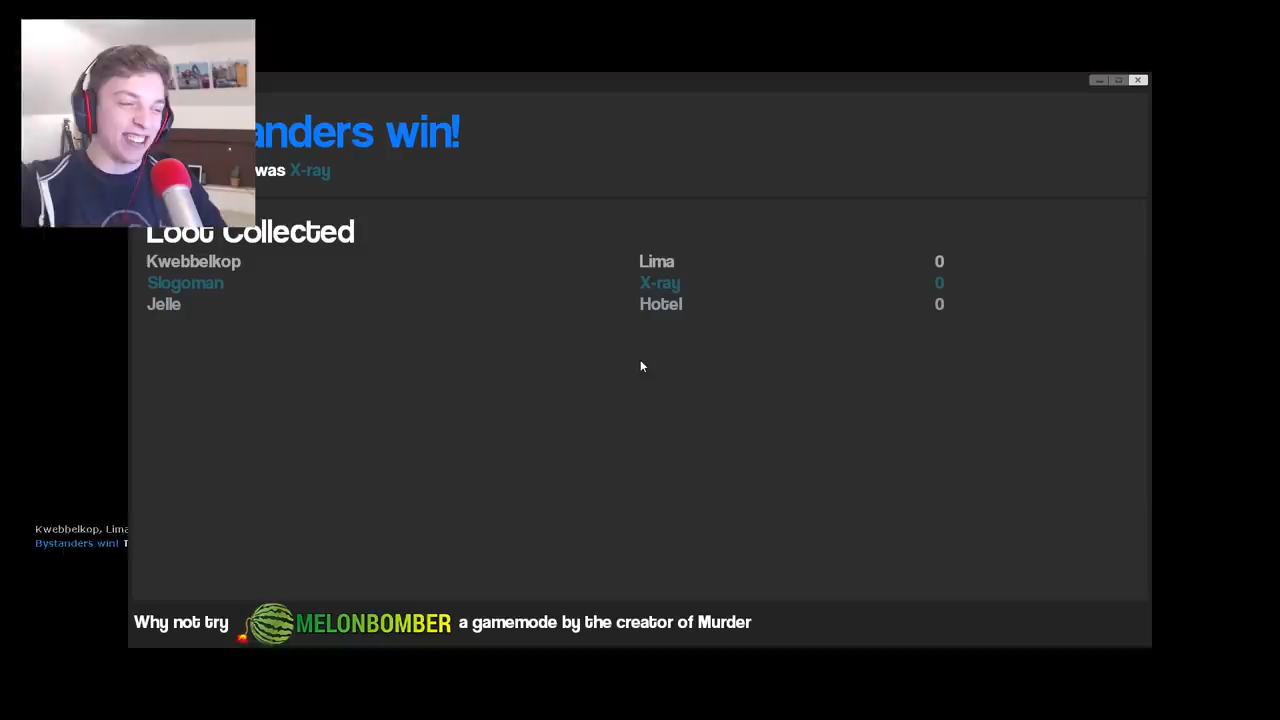 anders win!
was X-ray
Loot Collected
Kwebbelkop Lima 0
Slogoman X-ray 0
Jelle Hotel 0
Kwebbelkop, Lima
Bystanders win! T
Why not try MELONBOMBER a gamemode by the creator of Murder